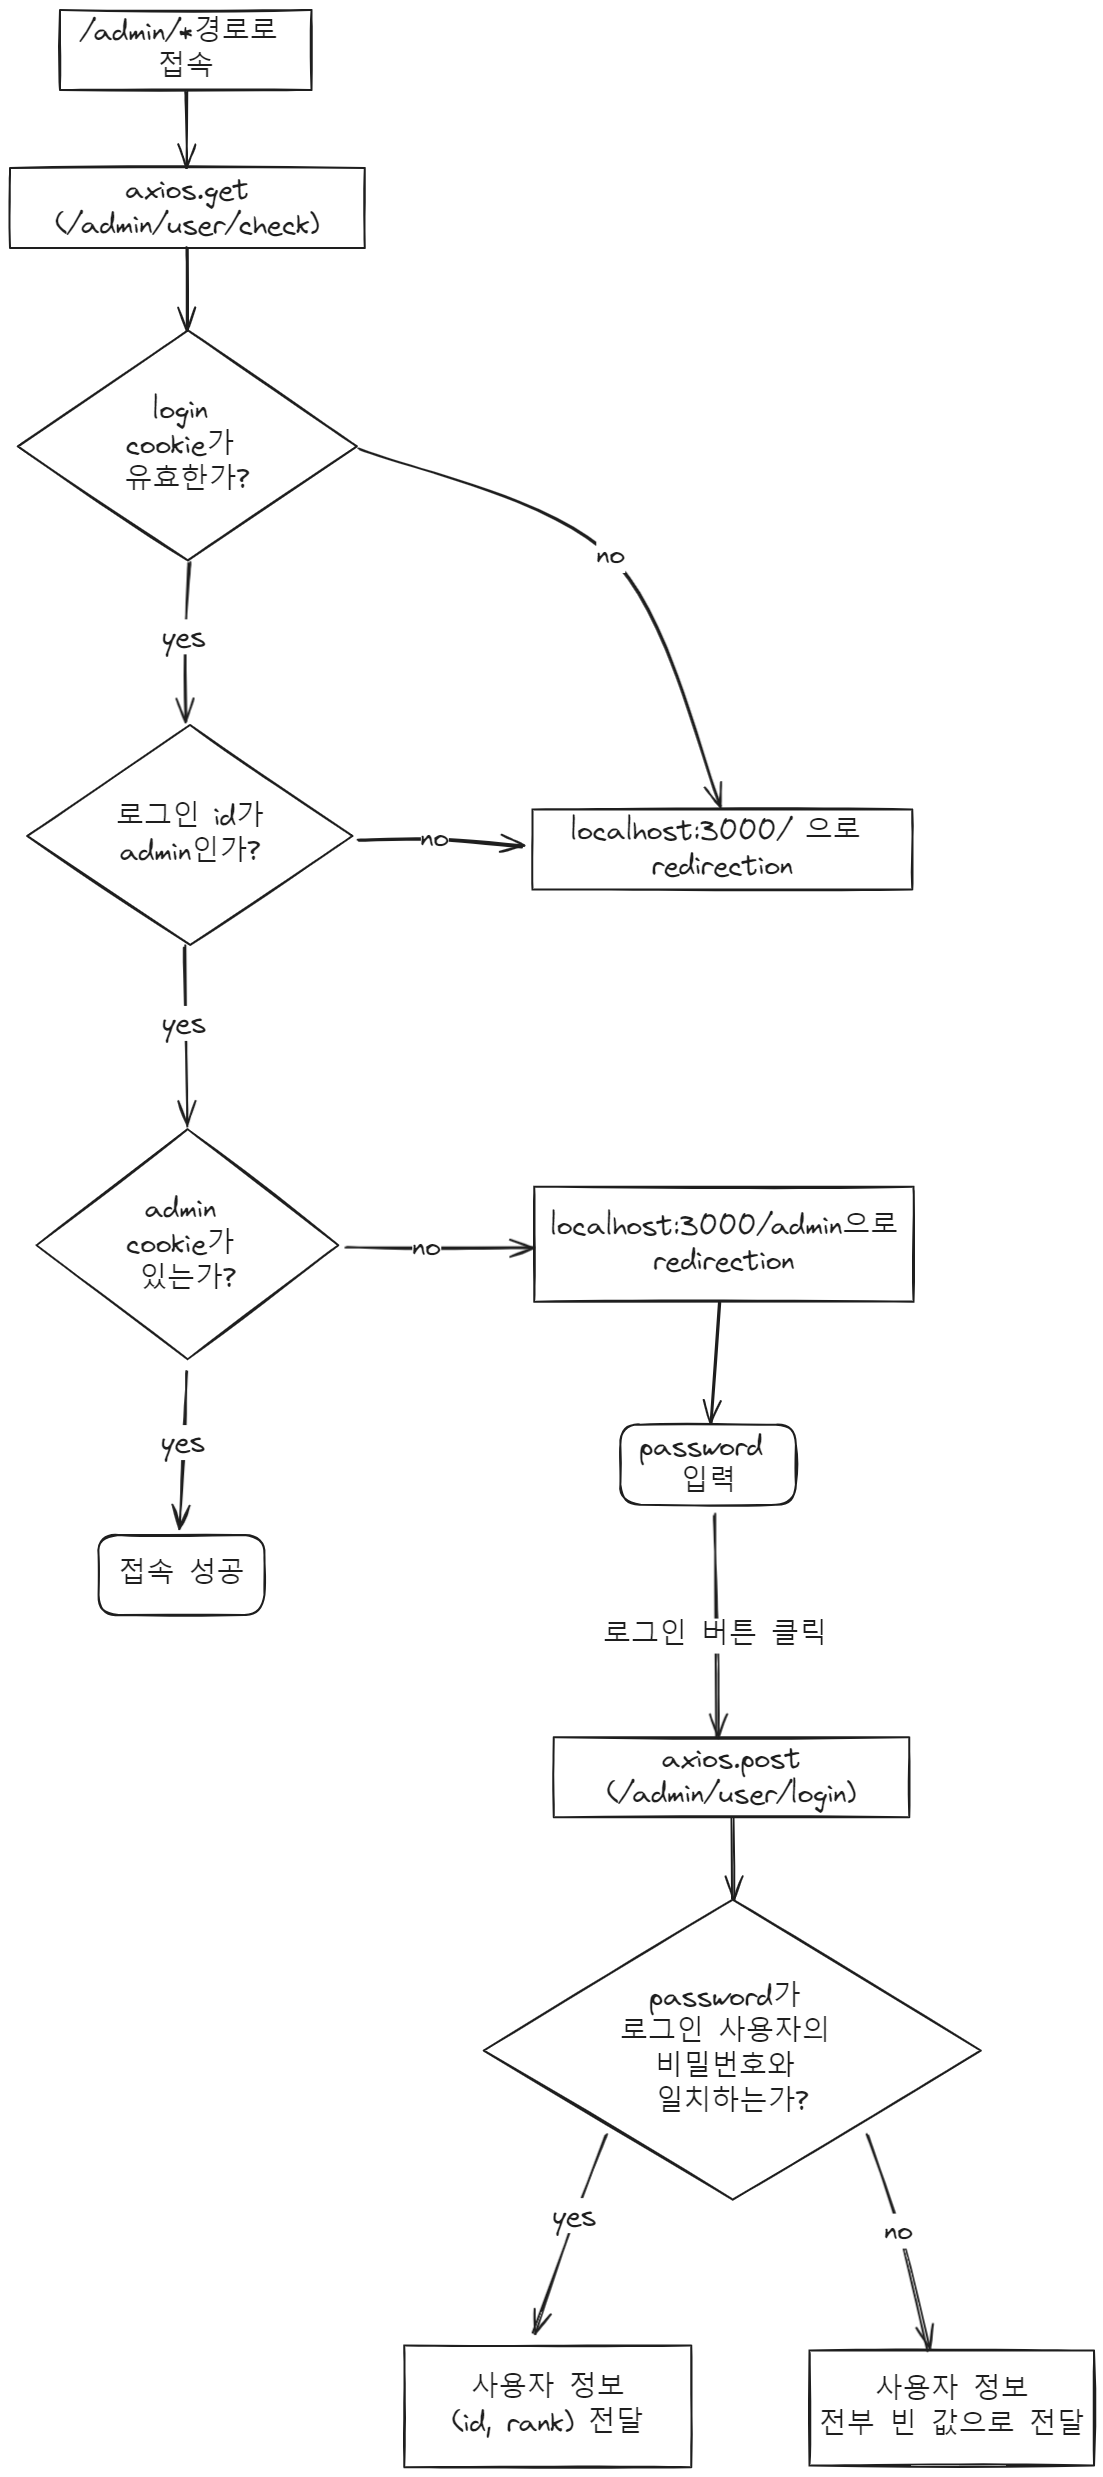 /admin/*경로로
접속
axios.get
(/admin/user/check)
login
cookie가
유효한가?
no
yes
로그인 id가
admin인가?
no
localhost:3000/ 으로
redirection
yes
admin
cookie가
있는가?
no
localhost:3000/admin으로
redirection
yes
password
입력
접속 성공
로그인 버튼 클릭
axios.post
(/admin/user/login)
password가
로그인 사용자의
비밀번호와
일치하는가?
yes
no
사용자 정보
(id, rank) 전달
사용자 정보
전부 빈 값으로 전달